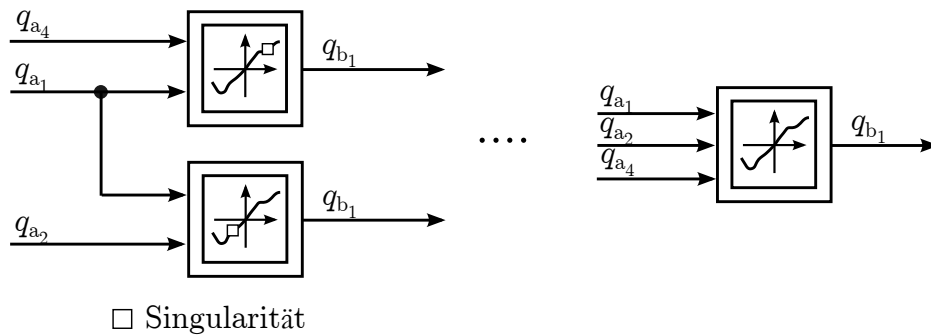 q_{a_4}
q_{b_1}
q_{a_1}
q_{a_1}
q_{a_2}
q_{b_1}
q_{a_4}
q_{b_1}
q_{a_2}
....
□ Singularität